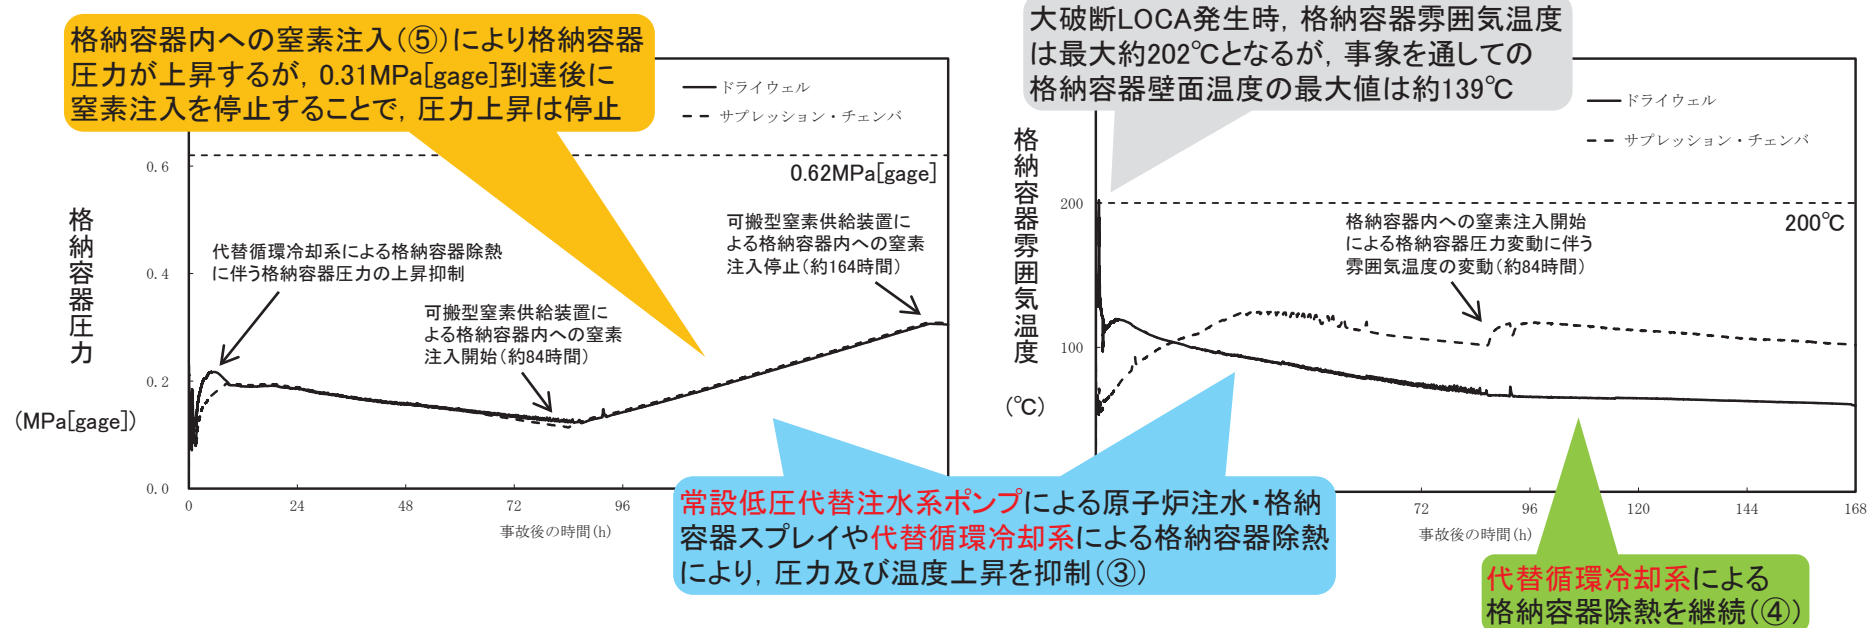 格納容器内への窒素注入(⑤)により格納容器
圧力が上昇するが，0.31MPa[gage]到達後に
窒素注入を停止することで，圧力上昇は停止
ドライウェル
サプレッション・チェンバ
0.6
0.62MPa[gage]
格納容器圧力
(MPa[gage])
代替循環冷却系による格納容器除熱
に伴う格納容器圧力の上昇抑制
可搬型窒素供給装置に
よる格納容器内への窒素
注入停止(約164時間)
0.4
可搬型窒素供給装置に
よる格納容器内への窒素
注入開始(約84時間)
0.2
0.0
0
24
48
72
96
事故後の時間(h)
大破断LOCA発生時，格納容器雰囲気温度
は最大約202℃となるが，事象を通しての
格納容器壁面温度の最大値は約139℃
ドライウェル
サプレッション・チェンバ
格納容器雰囲気温度
(℃)
200
200℃
格納容器内への窒素注入開始
による格納容器圧力変動に伴う
雰囲気温度の変動(約84時間)
100
72
96
120
144
168
事故後の時間(h)
常設低圧代替注水系ポンプによる原子炉注水・格納
容器スプレイや代替循環冷却系による格納容器除熱
により，圧力及び温度上昇を抑制(③)
代替循環冷却系による
格納容器除熱を継続(④)